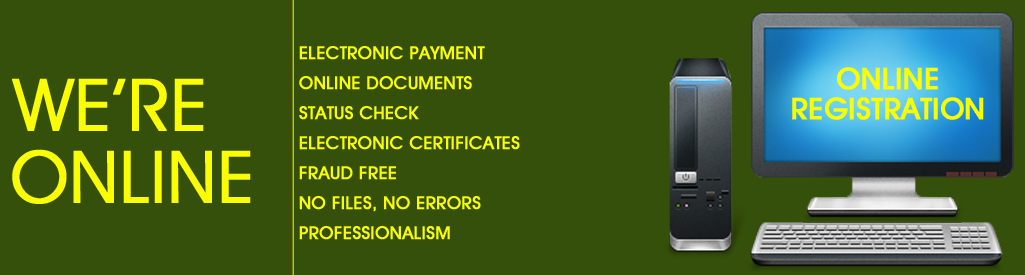 WE'RE
ONLINE
ELECTRONIC PAYMENT
ONLINE DOCUMENTS
STATUS CHECK
ELECTRONIC CERTIFICATES
FRAUD FREE
NO FILES, NO ERRORS
PROFESSIONALISM
ONLINE
REGISTRATION